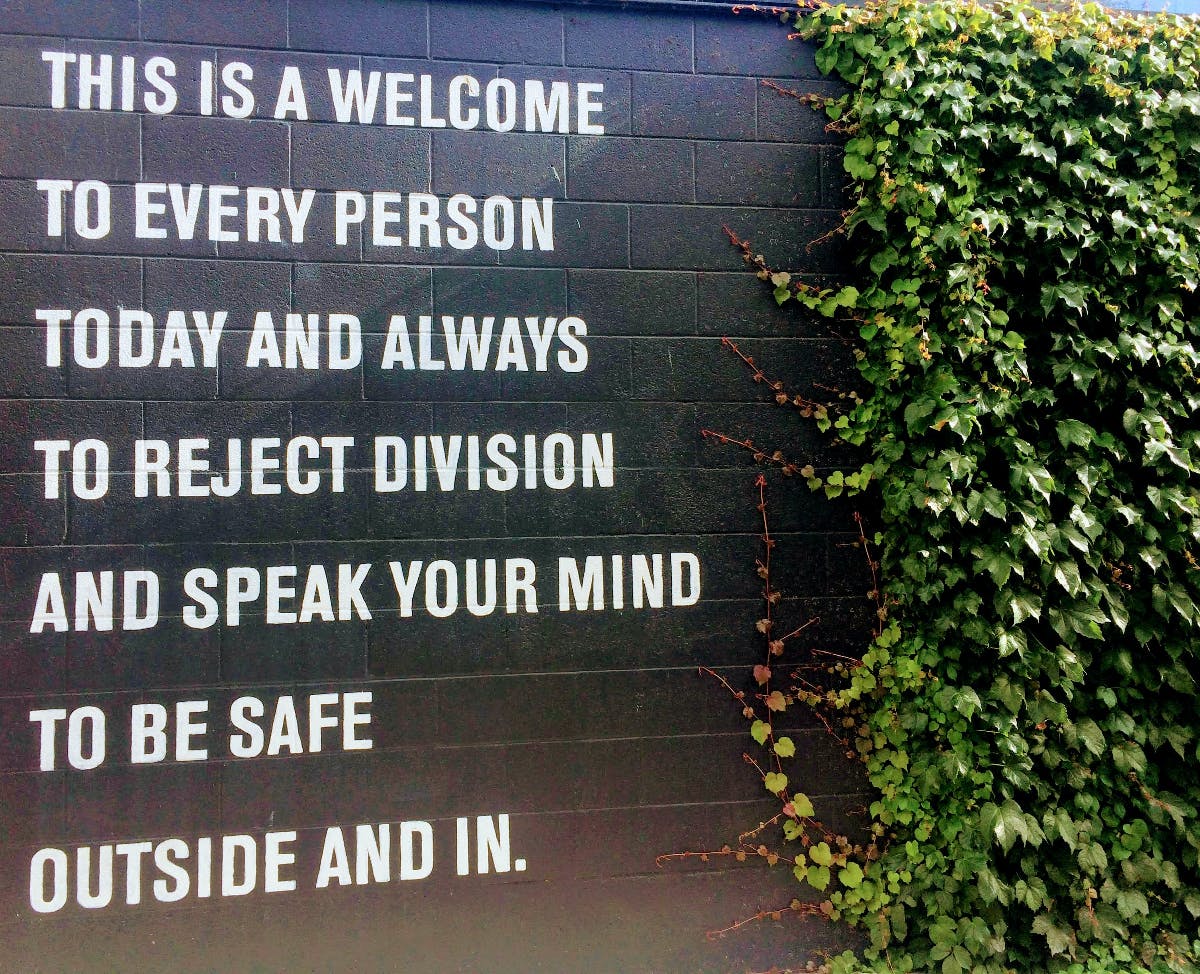 THIS IS A WELCOME
TO EVERY PERSON
TODAY AND ALWAYS
TO REJECT DIVISION
AND SPEAK YOUR MIND
TO BE SAFE
OUTSIDE AND IN.